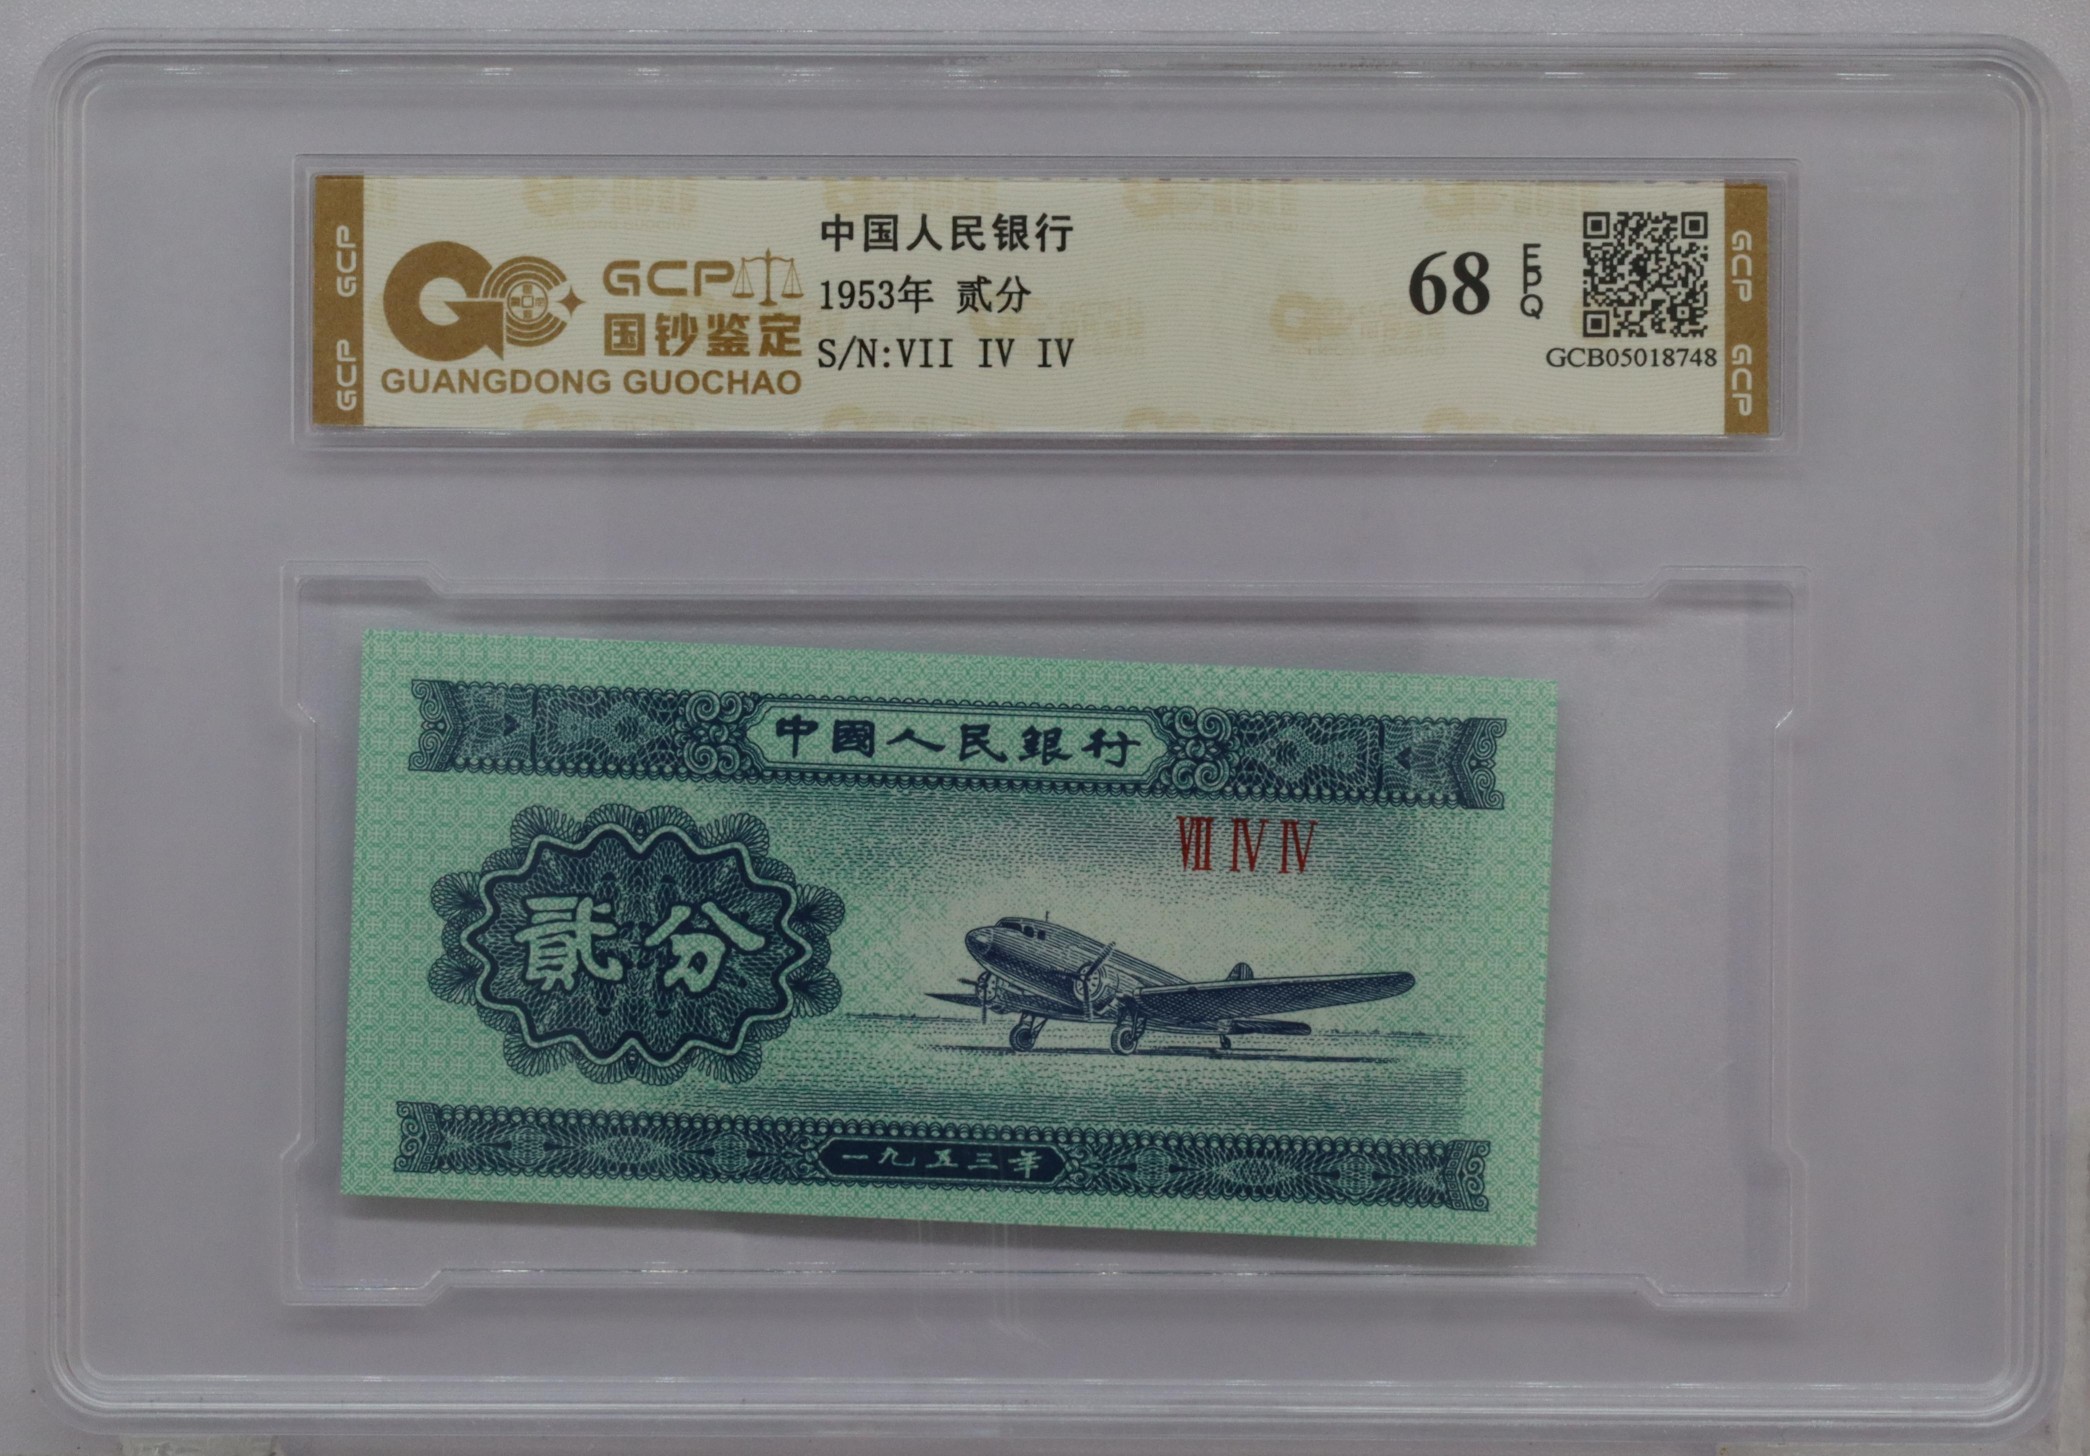 GCP
GCP
GCP
国钞鉴定
GUANGDONG GUOCHAO
中国人民银行
1953年 贰分
S/N:VII IV IV
68 EPQ
GCB05018748
GCP
GCP
中國人民銀行
VII IV IV
貳分
一九五三年